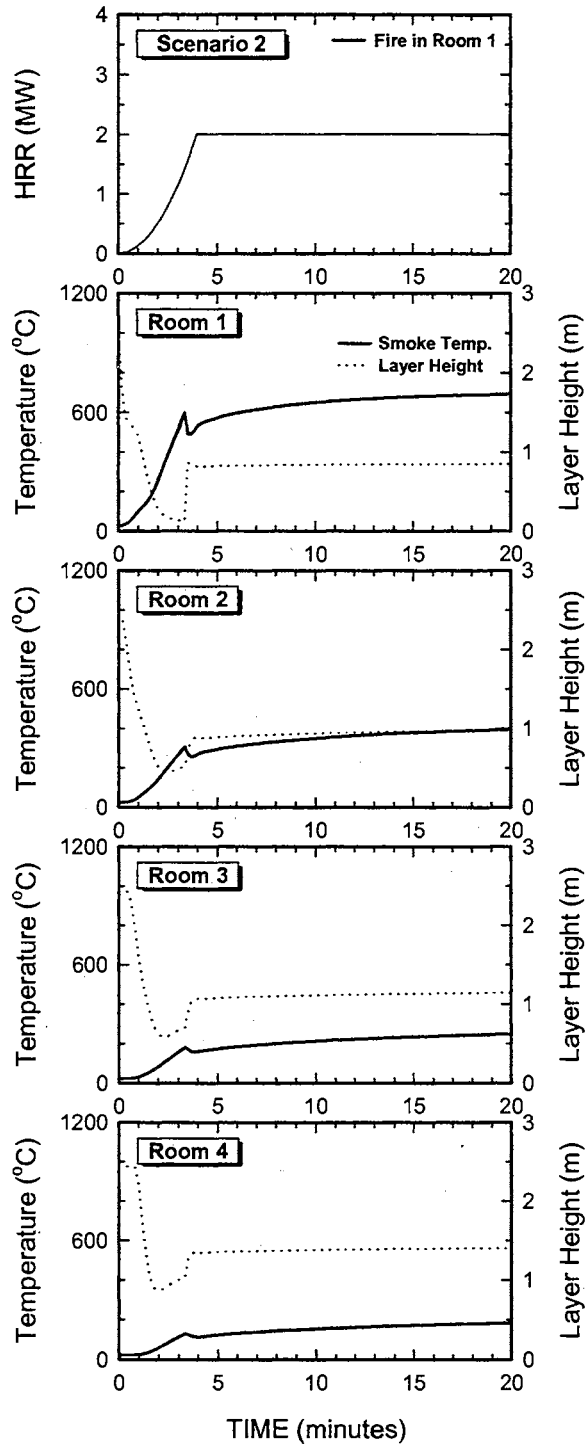 Scenario 2
Fire in Room 1
HRR (MW)
4
3
2
1
0
0 5 10 15 20
Room 1
Smoke Temp.
Layer Height
Temperature (°C)
1200
600
0
Layer Height (m)
3
2
1
0
0 5 10 15 20
Room 2
Temperature (°C)
1200
600
0
Layer Height (m)
3
2
1
0
0 5 10 15 20
Room 3
Temperature (°C)
1200
600
0
Layer Height (m)
3
2
1
0
0 5 10 15 20
Room 4
Temperature (°C)
1200
600
0
Layer Height (m)
3
2
1
0
0 5 10 15 20
TIME (minutes)